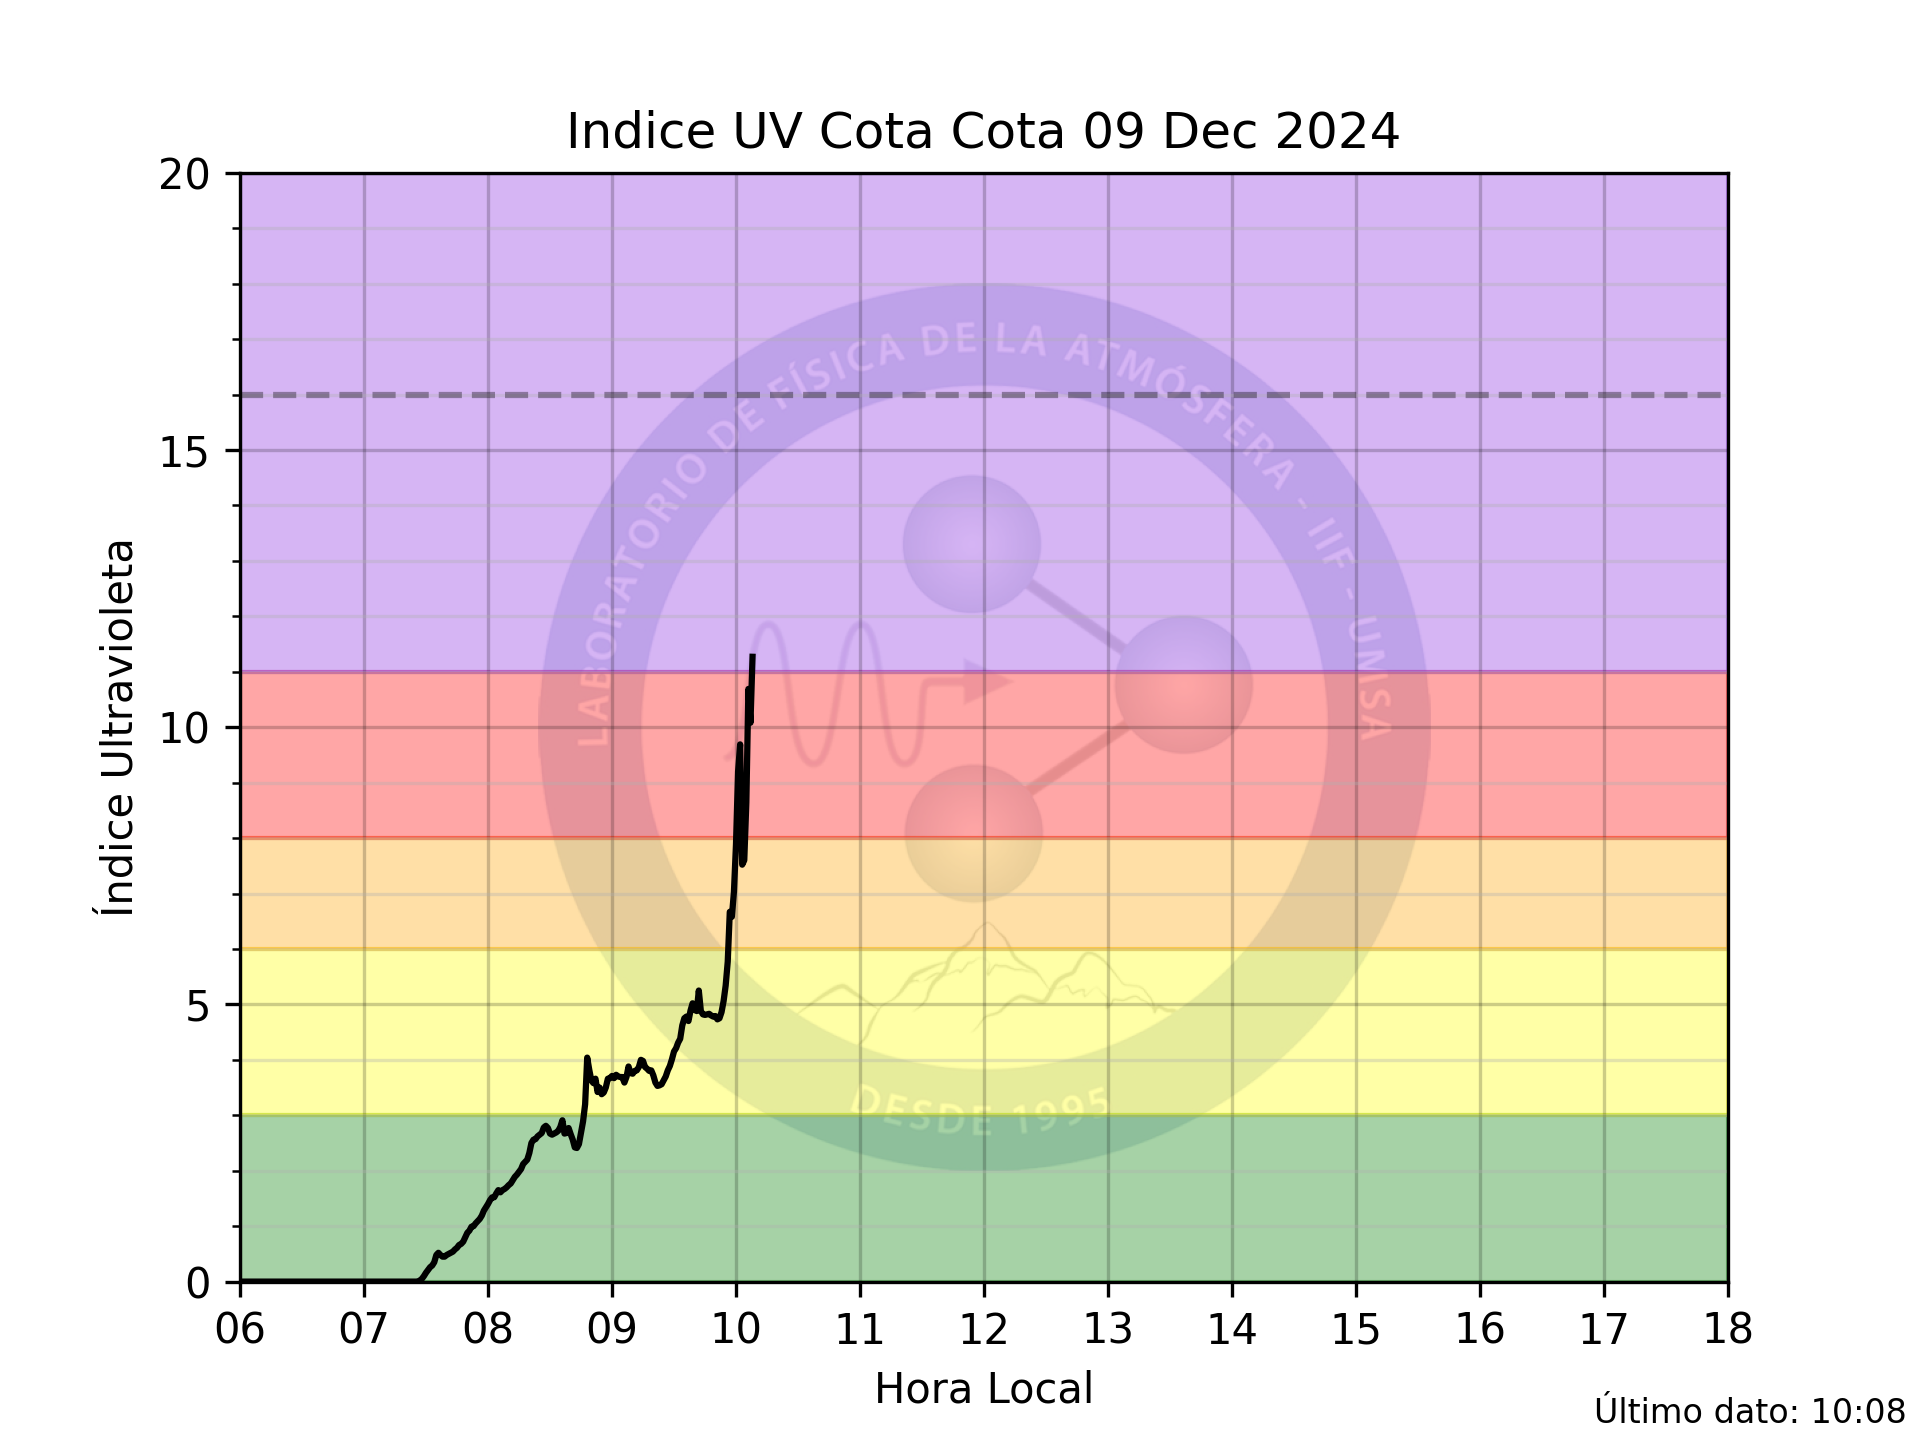 Indice UV Cota Cota 09 Dec 2024
20
15
10
5
0
Índice Ultravioleta
LABORATORIO DE FÍSICA DE LA ATMÓSFERA - IIF - UMSA
DESDE 1995
06 07 08 09 10 11 12 13 14 15 16 17 18
Hora Local
Último dato: 10:08